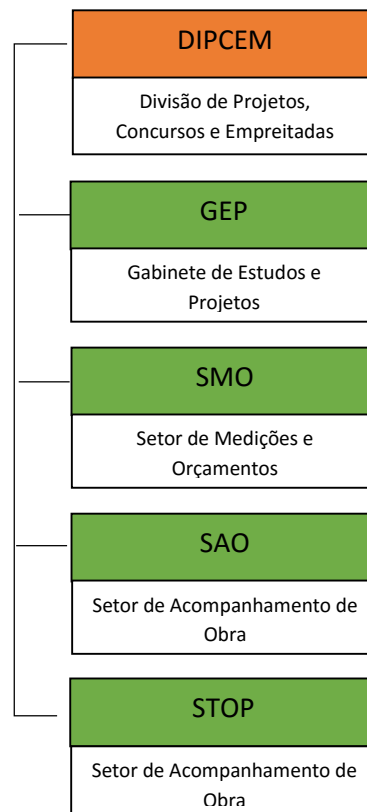 DIPCEM
Divisão de Projetos,
Concursos e Empreitadas
GEP
Gabinete de Estudos e
Projetos
SMO
Setor de Medições e
Orçamentos
SAO
Setor de Acompanhamento de
Obra
STOP
Setor de Acompanhamento de
Obra